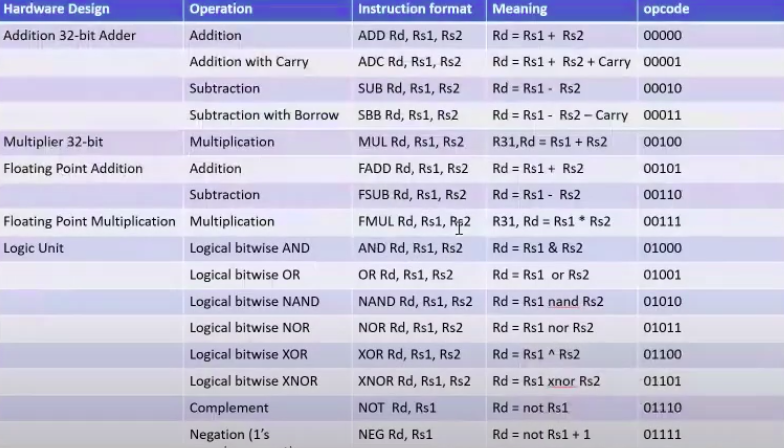 Hardware Design Operation Instruction format Meaning opcode
Addition 32-bit Adder Addition ADD Rd, Rs1, Rs2 Rd = Rs1 + Rs2 00000
Addition with Carry ADC Rd, Rs1, Rs2 Rd = Rs1 + Rs2 + Carry 00001
Subtraction SUB Rd, Rs1, Rs2 Rd = Rs1 - Rs2 00010
Subtraction with Borrow SBB Rd, Rs1, Rs2 Rd = Rs1 - Rs2 – Carry 00011
Multiplier 32-bit Multiplication MUL Rd, Rs1, Rs2 R31,Rd = Rs1 + Rs2 00100
Floating Point Addition Addition FADD Rd, Rs1, Rs2 Rd = Rs1 + Rs2 00101
Subtraction FSUB Rd, Rs1, Rs2 Rd = Rs1 - Rs2 00110
Floating Point Multiplication Multiplication FMUL Rd, Rs1, Rs2 R31, Rd = Rs1 * Rs2 00111
Logic Unit Logical bitwise AND AND Rd, Rs1, Rs2 Rd = Rs1 & Rs2 01000
Logical bitwise OR OR Rd, Rs1, Rs2 Rd = Rs1 or Rs2 01001
Logical bitwise NAND NAND Rd, Rs1, Rs2 Rd = Rs1 nand Rs2 01010
Logical bitwise NOR NOR Rd, Rs1, Rs2 Rd = Rs1 nor Rs2 01011
Logical bitwise XOR XOR Rd, Rs1, Rs2 Rd = Rs1 ^ Rs2 01100
Logical bitwise XNOR XNOR Rd, Rs1, Rs2 Rd = Rs1 xnor Rs2 01101
Complement NOT Rd, Rs1 Rd = not Rs1 01110
Negation (1's NEG Rd, Rs1 Rd = not Rs1 + 1 01111